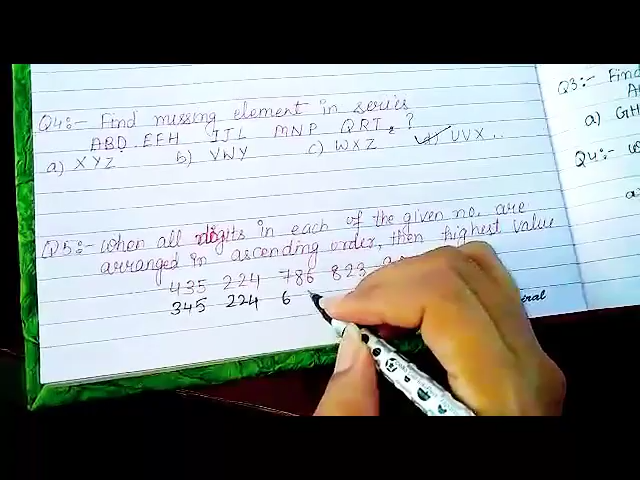 Q4:- Find missing element in series
ABD EFH IJL MNP QRT, ?
a) XYZ b) VWY c) WXZ d) UVX
Q5:- When all digits in each of the given no. are
arranged in ascending order, then highest value
435 224 786 823
345 224 6
Q3:- Find
a) GH
Q4:-
a)